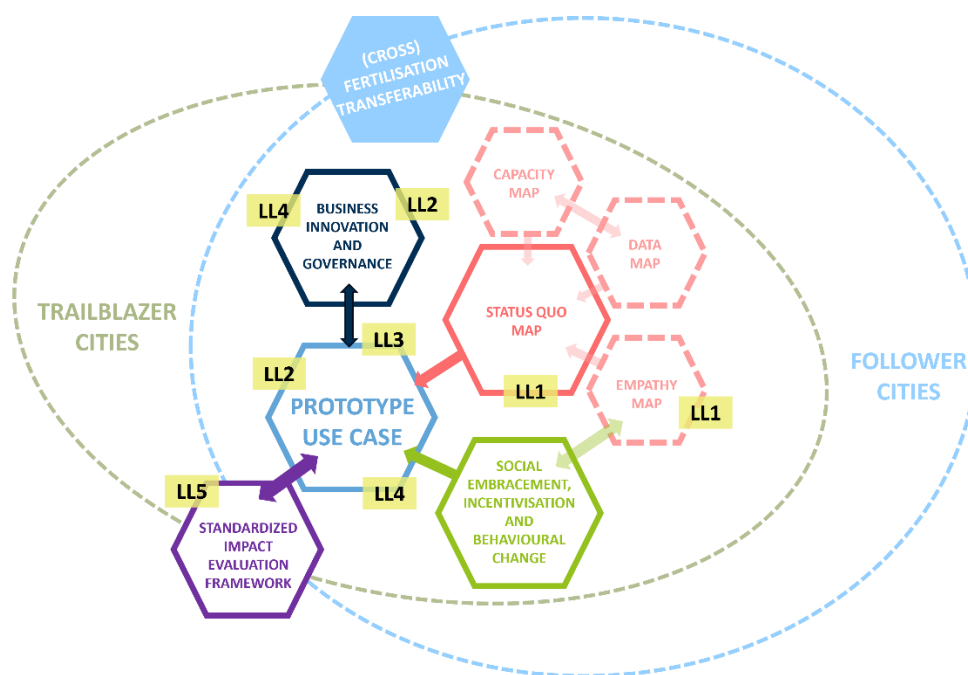 (CROSS)
FERTILISATION
TRANSFERABILITY
CAPACITY
MAP
LL4
LL2
BUSINESS
INNOVATION
AND
GOVERNANCE
DATA
MAP
TRAILBLAZER
CITIES
STATUS QUO
MAP
LL3
FOLLOWER
CITIES
LL2
LL1
EMPATHY
MAP
LL1
PROTOTYPE
USE CASE
LL4
SOCIAL
EMBRACEMENT,
INCENTIVISATION
AND
BEHAVIOURAL
CHANGE
LL5
STANDARDIZED
IMPACT
EVALUATION
FRAMEWORK